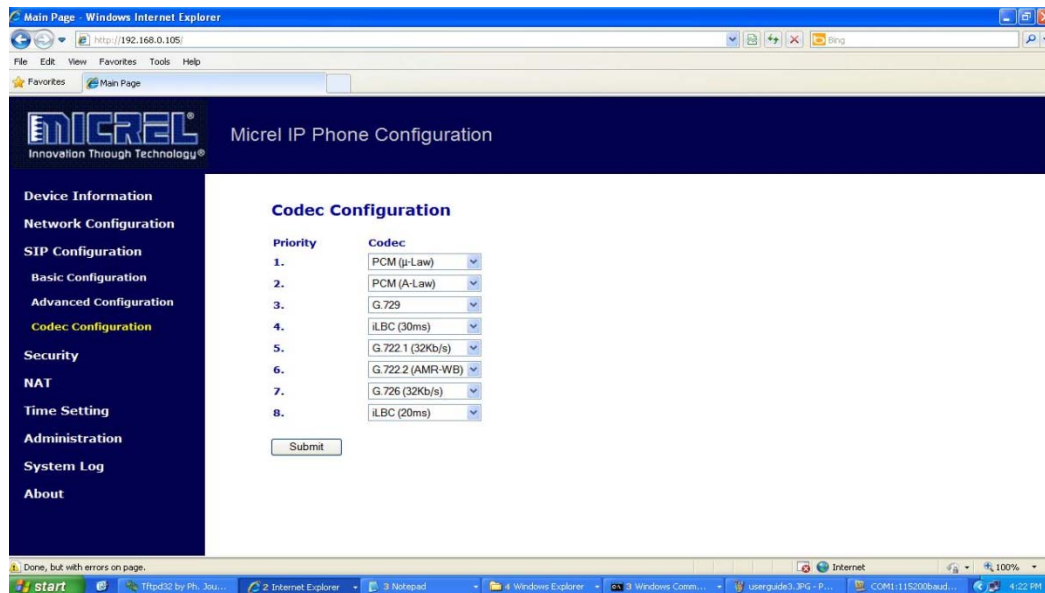 Main Page - Windows Internet Explorer
http://192.168.0.105/
Bing
File Edit View Favorites Tools Help
Favorites Main Page
MICREL®
Innovation Through Technology®
Micrel IP Phone Configuration
Device Information
Network Configuration
SIP Configuration
Basic Configuration
Advanced Configuration
Codec Configuration
Security
NAT
Time Setting
Administration
System Log
About
Codec Configuration
Priority Codec
1. PCM (µ-Law)
2. PCM (A-Law)
3. G.729
4. iLBC (30ms)
5. G.722.1 (32Kb/s)
6. G.722.2 (AMR-WB)
7. G.726 (32Kb/s)
8. iLBC (20ms)
Submit
Done, but with errors on page. Internet 100%
start Tftpd32 by Ph. Jou... 2 Internet Explorer 3 Notepad 4 Windows Explorer 3 Windows Comm... userguide3.JPG - P... COM1:115200baud... 4:22 PM